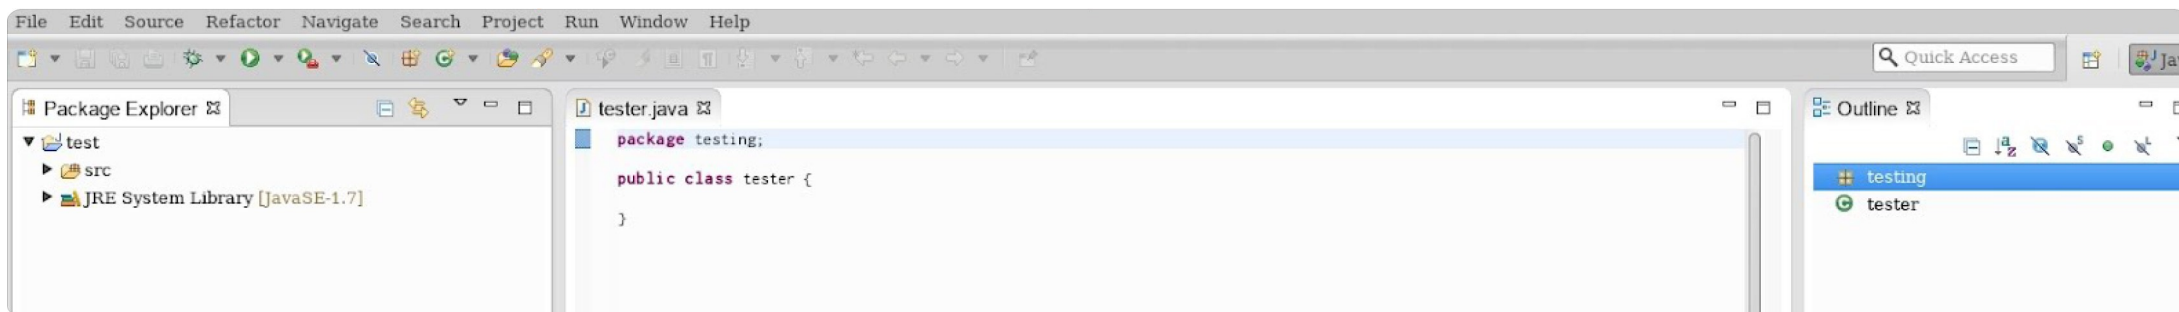 File Edit Source Refactor Navigate Search Project Run Window Help
Quick Access
Package Explorer
test
src
JRE System Library [JavaSE-1.7]
tester.java
package testing;
public class tester {
}
Outline
testing
tester